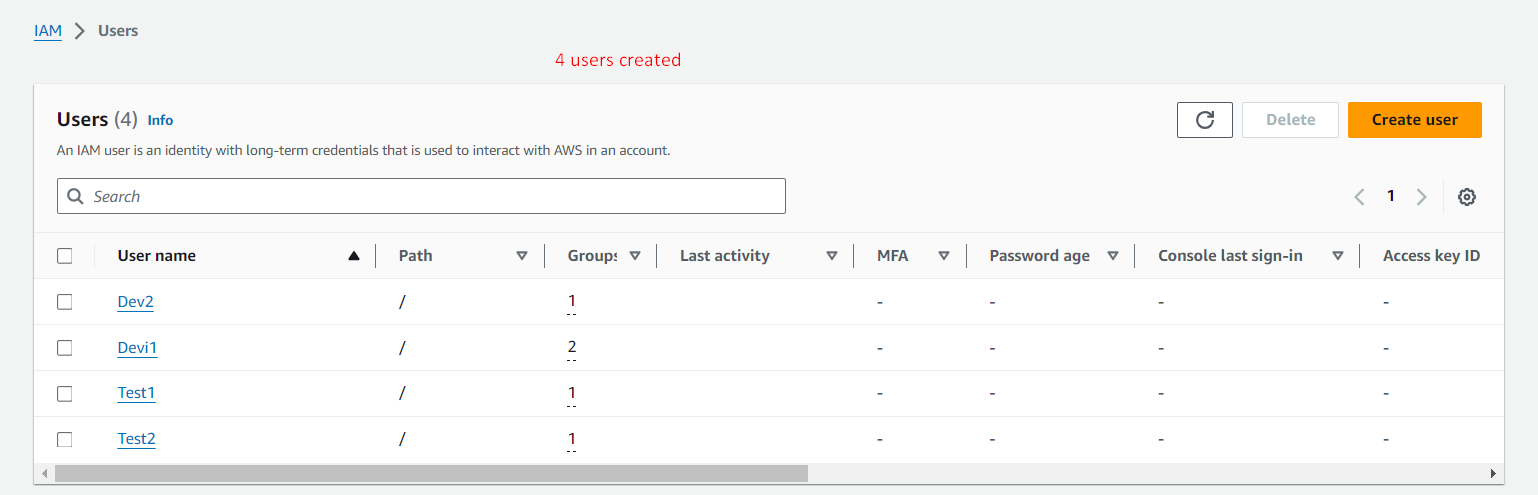 IAM > Users
4 users created
Users (4) Info
Delete
Create user
An IAM user is an identity with long-term credentials that is used to interact with AWS in an account.
Search
1
User name Path Groups Last activity MFA Password age Console last sign-in Access key ID
Dev2 / 1 - - - -
Devi1 / 2 - - - -
Test1 / 1 - - - -
Test2 / 1 - - - -